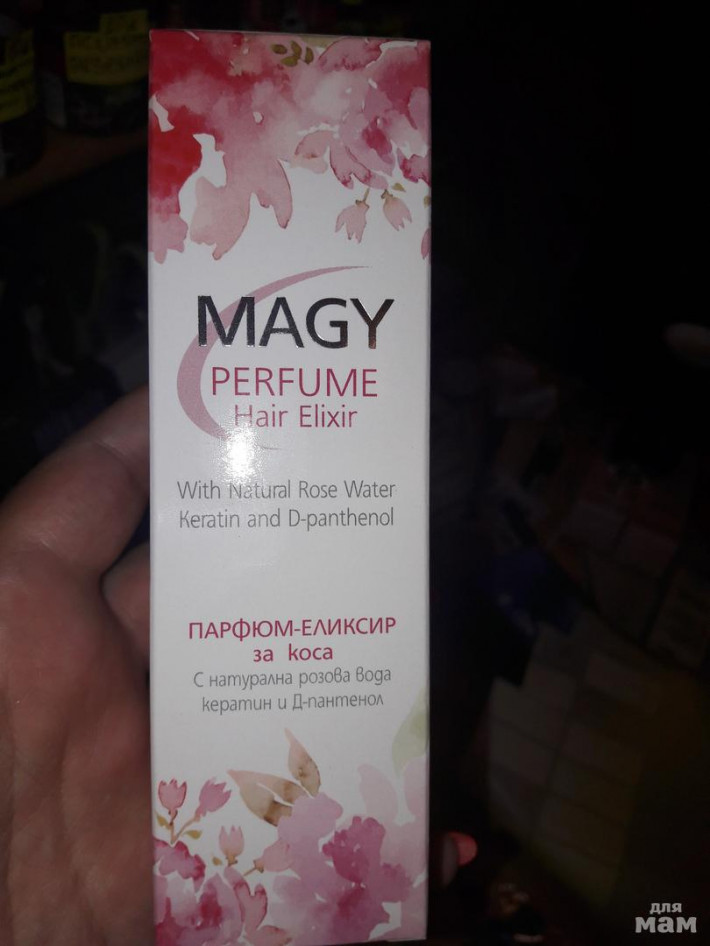 MAGY
PERFUME
Hair Elixir
With Natural Rose Water
Keratin and D-panthenol
ПАРФЮМ-ЕЛИКСИР
за коса
С натурална розова вода
кератин и Д-пантенол
для
мам